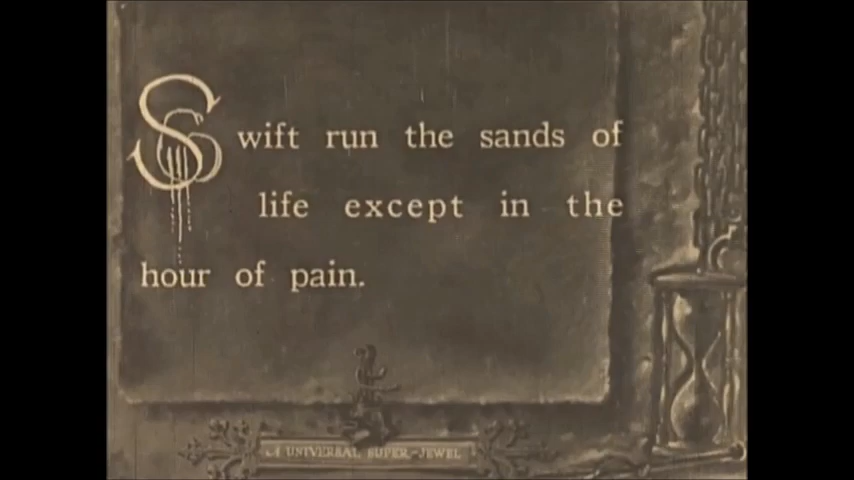 Swift run the sands of
life except in the
hour of pain.
A UNIVERSAL SUPER-JEWEL